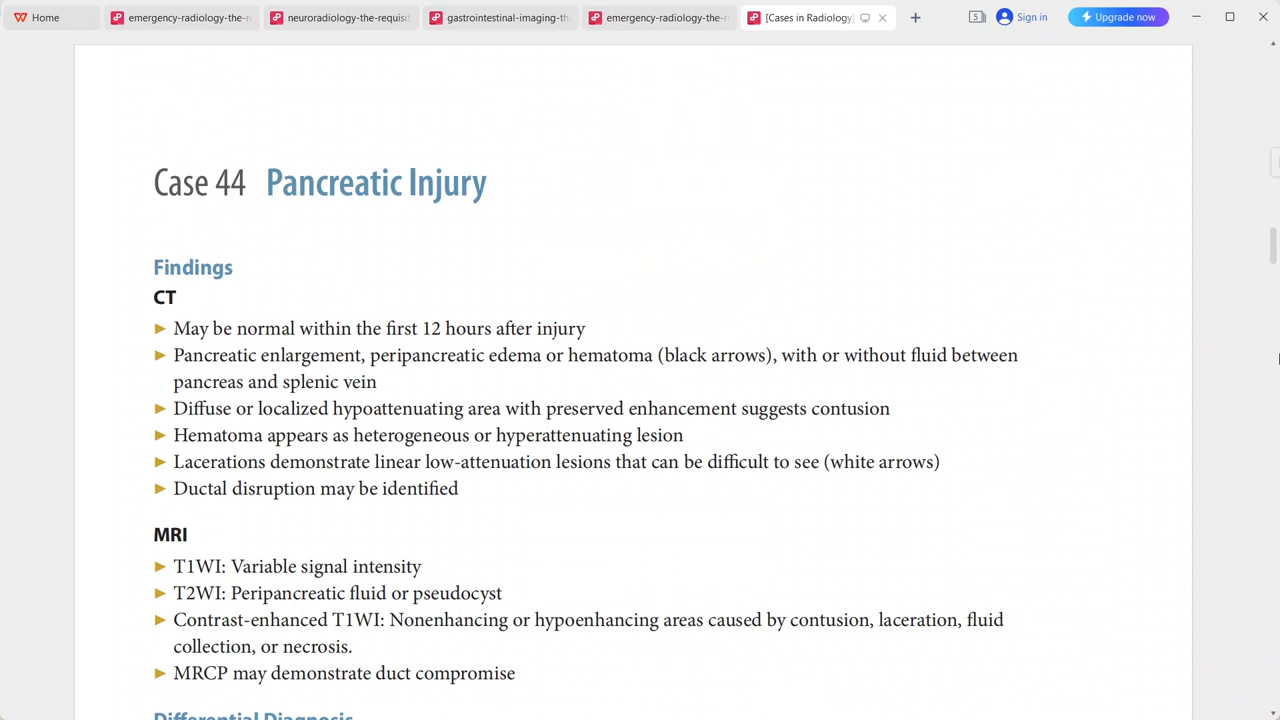 Home
emergency-radiology-the-r
neuroradiology-the-requisit
gastrointestinal-imaging-th
emergency-radiology-the-r
[Cases in Radiology]
5
Sign in
Upgrade now
Case 44 Pancreatic Injury
Findings
CT
► May be normal within the first 12 hours after injury
► Pancreatic enlargement, peripancreatic edema or hematoma (black arrows), with or without fluid between
pancreas and splenic vein
► Diffuse or localized hypoattenuating area with preserved enhancement suggests contusion
► Hematoma appears as heterogeneous or hyperattenuating lesion
► Lacerations demonstrate linear low-attenuation lesions that can be difficult to see (white arrows)
► Ductal disruption may be identified
MRI
► T1WI: Variable signal intensity
► T2WI: Peripancreatic fluid or pseudocyst
► Contrast-enhanced T1WI: Nonenhancing or hypoenhancing areas caused by contusion, laceration, fluid
collection, or necrosis.
► MRCP may demonstrate duct compromise
Differential Diagnosis